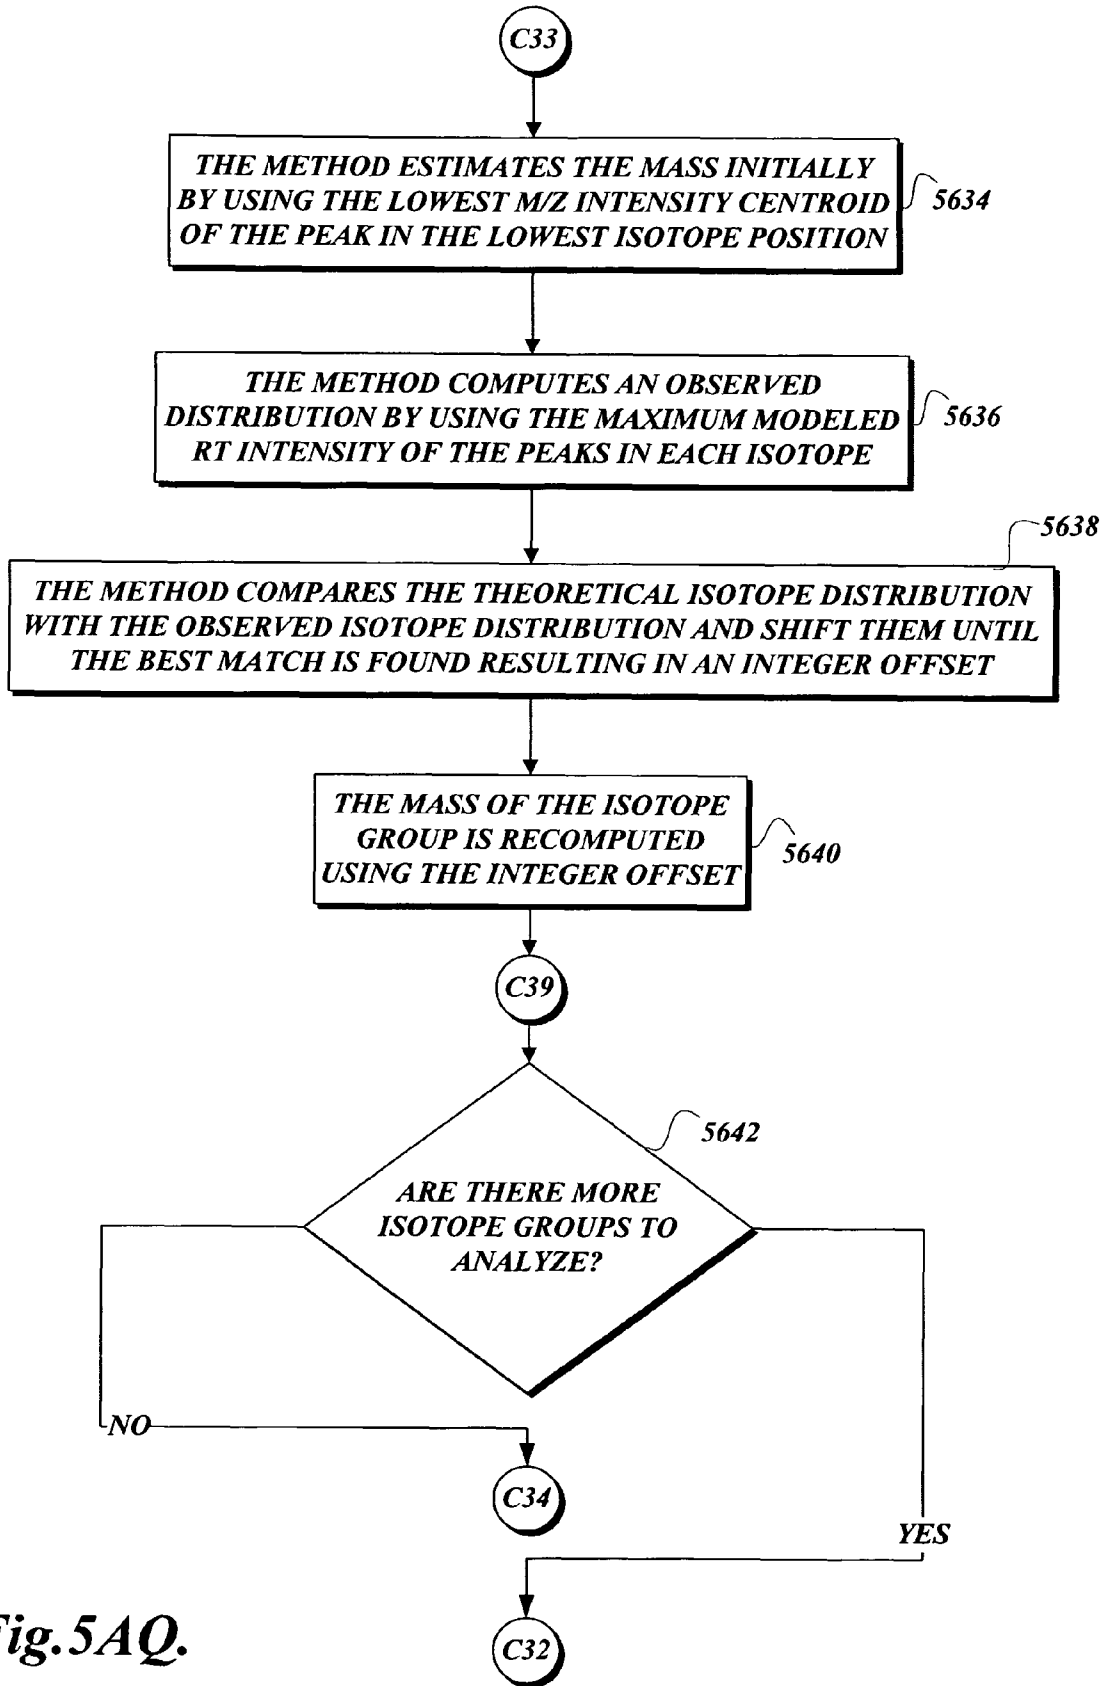 C33
THE METHOD ESTIMATES THE MASS INITIALLY
BY USING THE LOWEST M/Z INTENSITY CENTROID
OF THE PEAK IN THE LOWEST ISOTOPE POSITION
5634
THE METHOD COMPUTES AN OBSERVED
DISTRIBUTION BY USING THE MAXIMUM MODELED
RT INTENSITY OF THE PEAKS IN EACH ISOTOPE
5636
5638
THE METHOD COMPARES THE THEORETICAL ISOTOPE DISTRIBUTION
WITH THE OBSERVED ISOTOPE DISTRIBUTION AND SHIFT THEM UNTIL
THE BEST MATCH IS FOUND RESULTING IN AN INTEGER OFFSET
THE MASS OF THE ISOTOPE
GROUP IS RECOMPUTED
USING THE INTEGER OFFSET
5640
C39
5642
ARE THERE MORE
ISOTOPE GROUPS TO
ANALYZE?
NO
C34
YES
C32
Fig.5AQ.